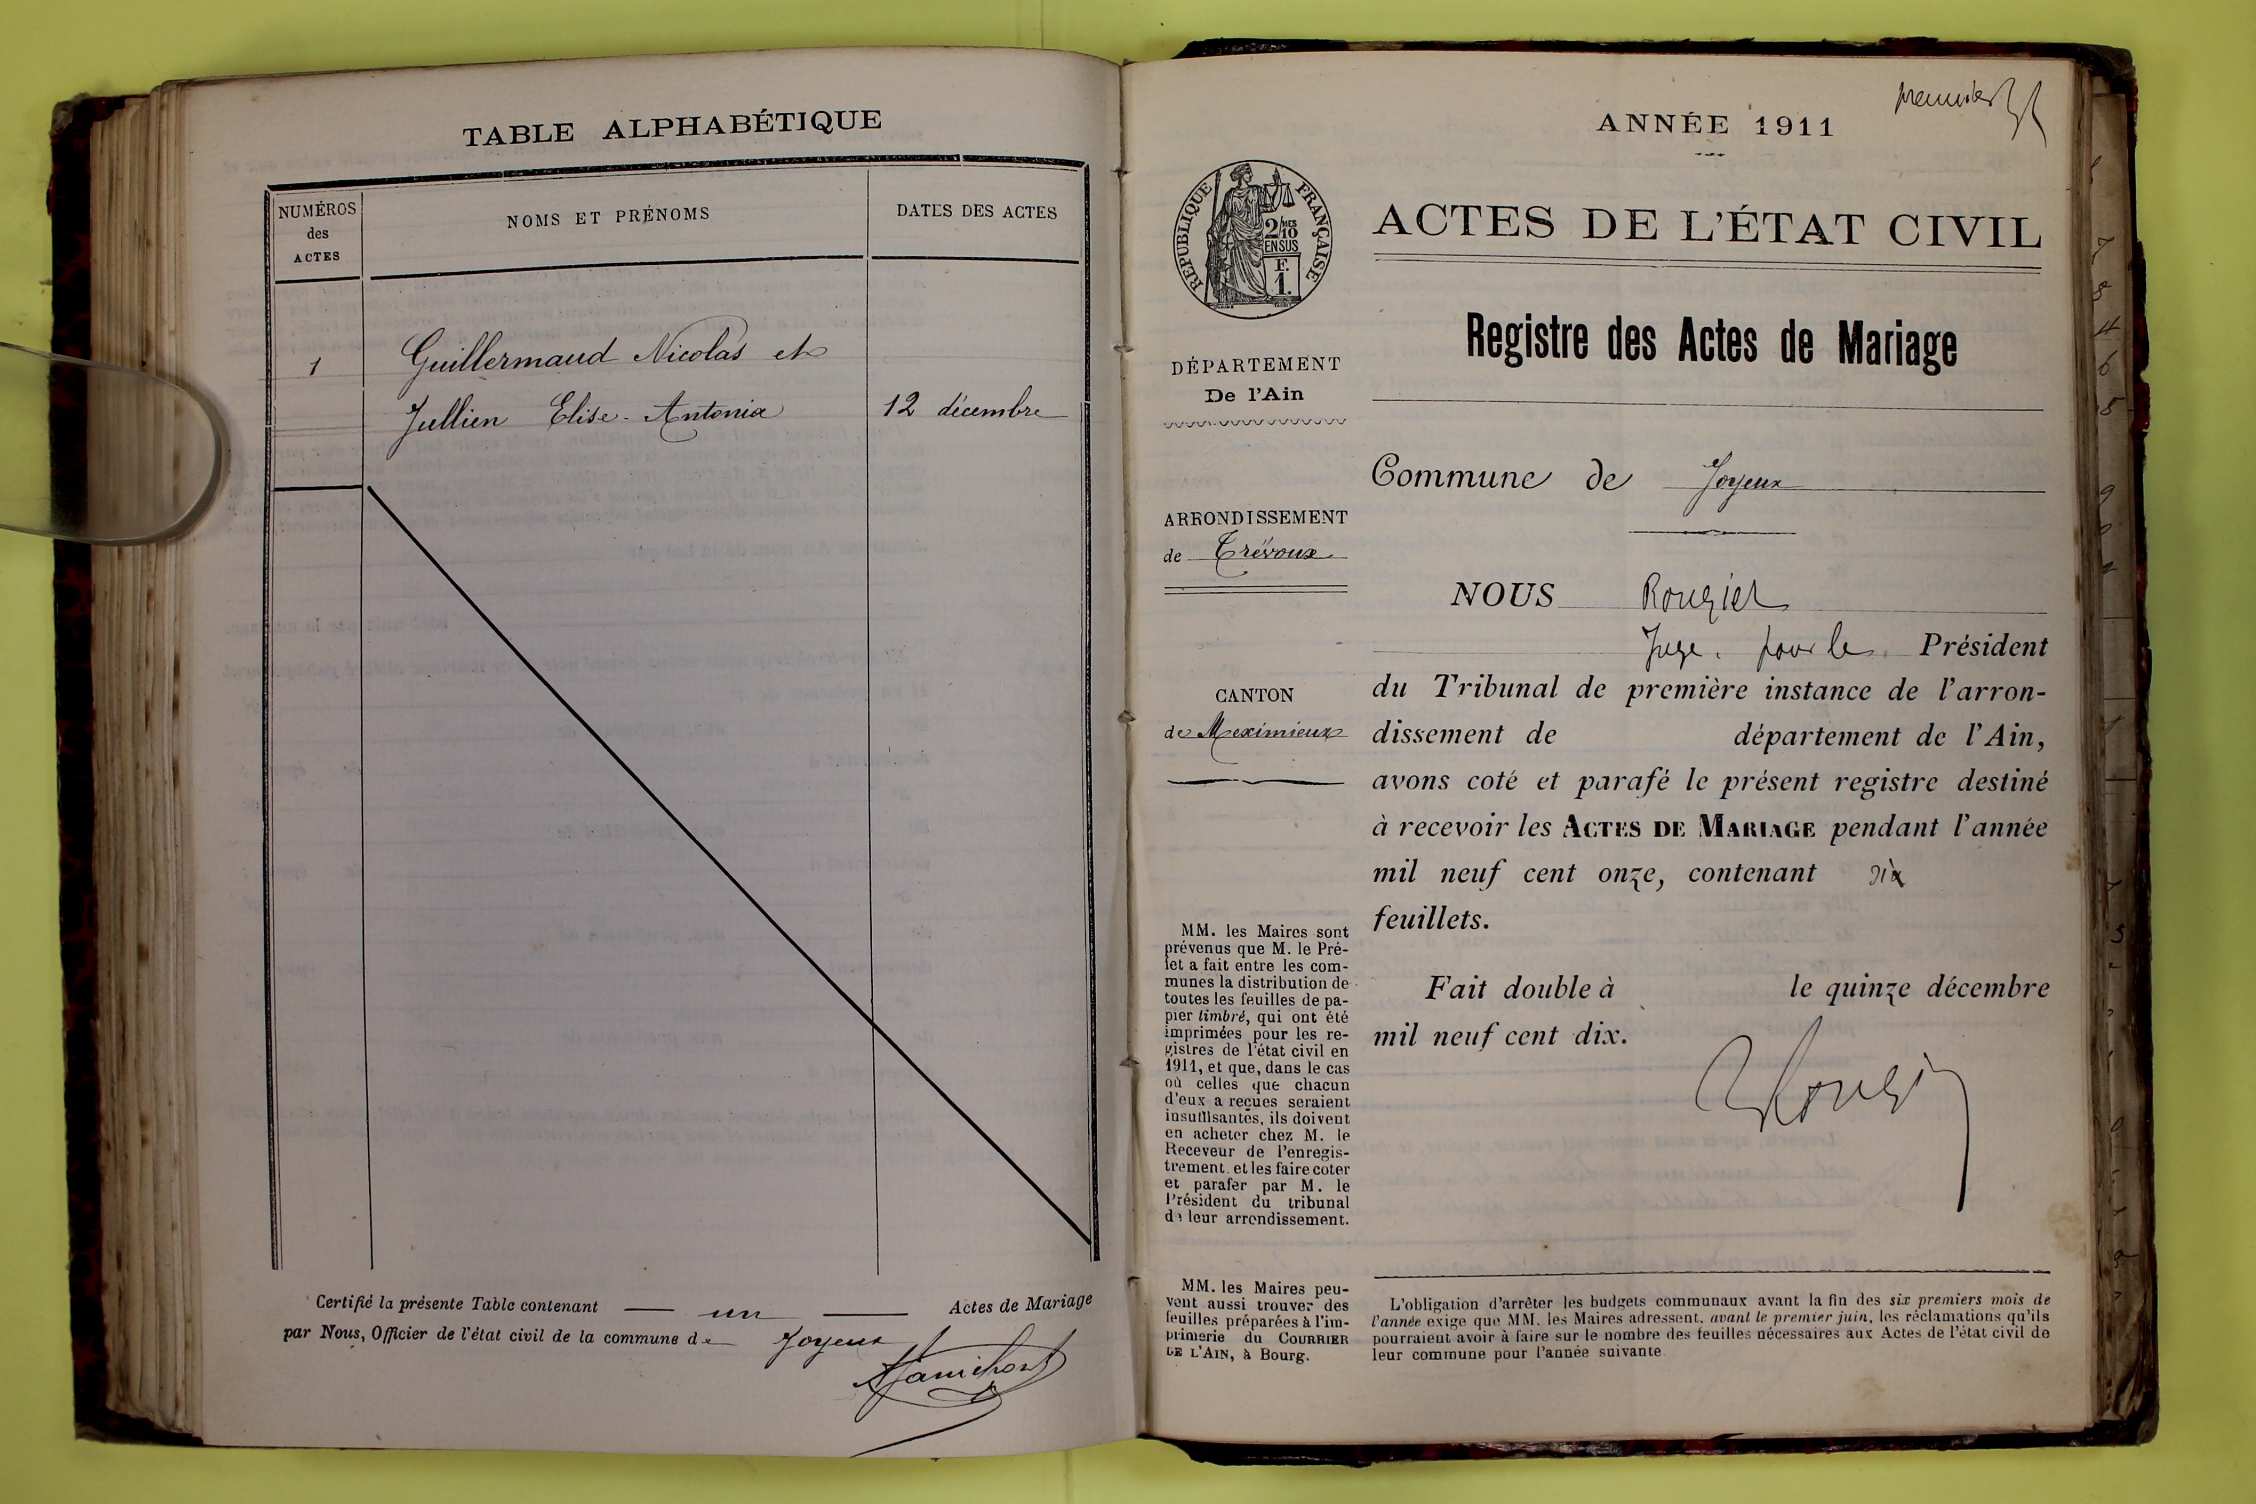 TABLE ALPHABÉTIQUE
NUMÉROS
des
ACTES
NOMS ET PRÉNOMS
DATES DES ACTES
1
Guillermaud Nicolas et
Jullien Elise-Antonia
12 décembre
Certifié la présente Table contenant un Actes de Mariage
par Nous, Officier de l'état civil de la commune de Joyeux
premier
ANNÉE 1911
RÉPUBLIQUE FRANÇAISE
2/10MES
EN SUS
F.
1.
ACTES DE L'ÉTAT CIVIL
Registre des Actes de Mariage
DÉPARTEMENT
De l'Ain
ARRONDISSEMENT
de Trévoux
CANTON
de Meximieux
MM. les Maires sont
prévenus que M. le Pré-
fet a fait entre les com-
munes la distribution de
toutes les feuilles de pa-
pier timbré, qui ont été
imprimées pour les re-
gistres de l'état civil en
1911, et que, dans le cas
où celles que chacun
d'eux a reçues seraient
insuffisantes, ils doivent
en acheter chez M. le
Receveur de l'enregis-
trement. et les faire coter
et parafer par M. le
Président du tribunal
de leur arrondissement.
MM. les Maires peu-
vent aussi trouver des
feuilles préparées à l'im-
primerie du COURRIER
DE L'AIN, à Bourg.
Commune de Joyeux
NOUS Rougier
Juge. pour le Président
du Tribunal de première instance de l'arron-
dissement de département de l'Ain,
avons coté et parafé le présent registre destiné
à recevoir les ACTES DE MARIAGE pendant l'année
mil neuf cent onze, contenant dix
feuillets.
Fait double à le quinze décembre
mil neuf cent dix.
Rougier
L'obligation d'arrêter les budgets communaux avant la fin des six premiers mois de
l'année exige que MM. les Maires adressent, avant le premier juin, les réclamations qu'ils
pourraient avoir à faire sur le nombre des feuilles nécessaires aux Actes de l'état civil de
leur commune pour l'année suivante.